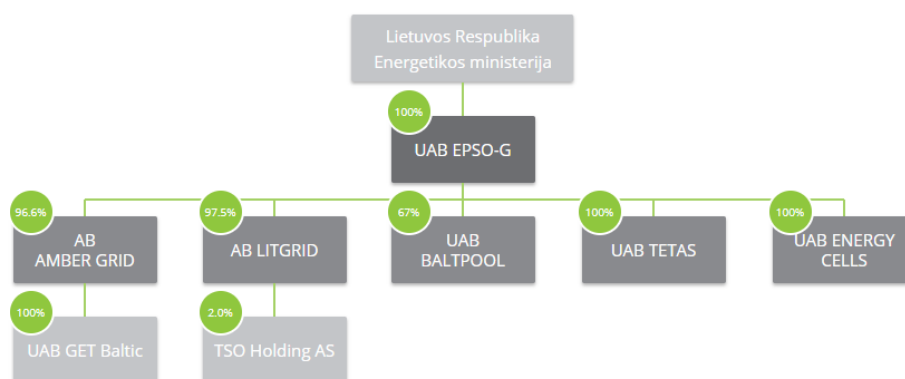 Lietuvos Respublika
Energetikos ministerija
100%
UAB EPSO-G
96.6%
AB
AMBER GRID
97.5%
AB LITGRID
67%
UAB
BALTPOOL
100%
UAB TETAS
100%
UAB ENERGY
CELLS
100%
UAB GET Baltic
2.0%
TSO Holding AS